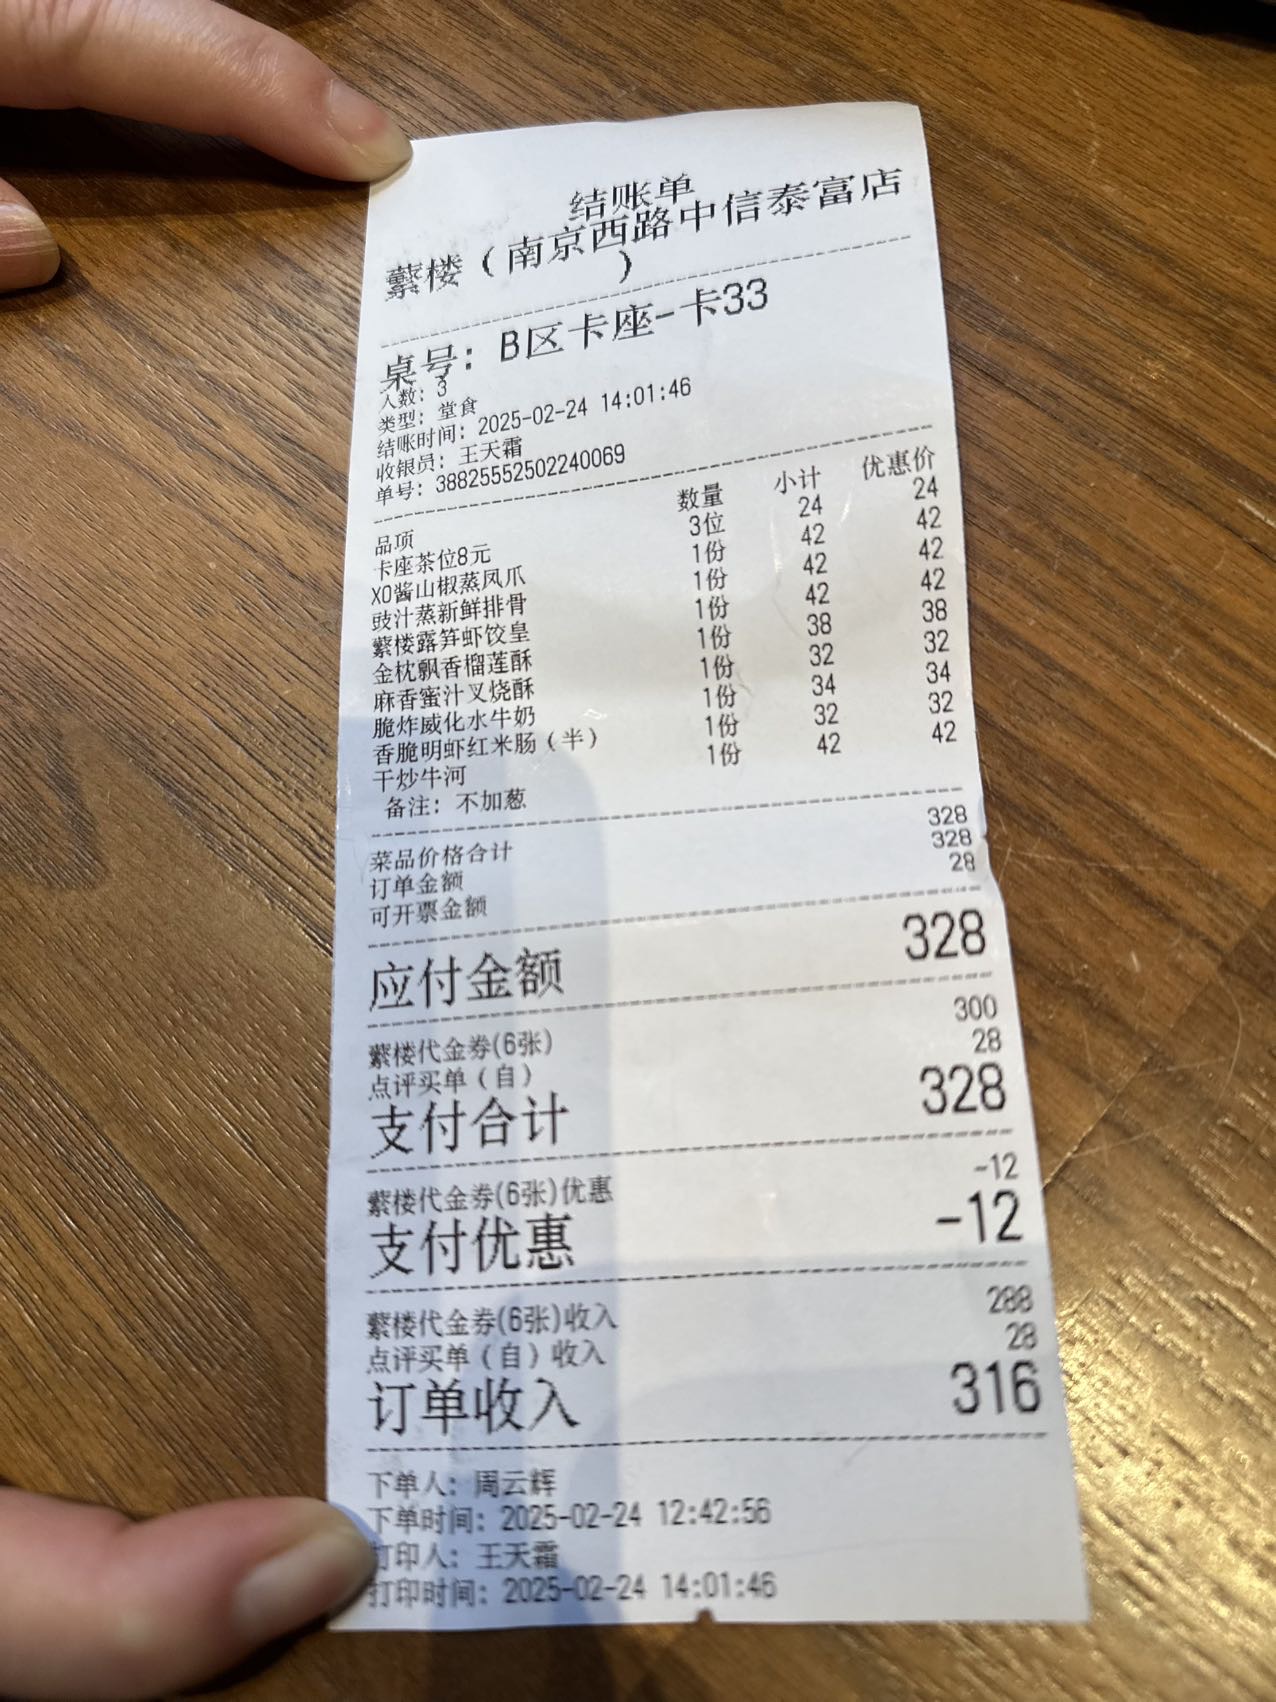 结账单
蘩楼（南京西路中信泰富店
）
桌号：B区卡座-卡33
人数：3
类型：堂食
结账时间：2025-02-24 14:01:46
收银员：王天霜
单号：38825552502240069
品项 数量 小计 优惠价
卡座茶位8元 3位 24 24
XO酱山椒蒸凤爪 1份 42 42
豉汁蒸新鲜排骨 1份 42 42
蘩楼露笋虾饺皇 1份 42 42
金枕飘香榴莲酥 1份 38 38
麻香蜜汁叉烧酥 1份 32 32
脆炸威化水牛奶 1份 34 34
香脆明虾红米肠（半） 1份 32 32
干炒牛河 1份 42 42
备注：不加葱
菜品价格合计 328
订单金额 328
可开票金额 28
应付金额 328
蘩楼代金券(6张) 300
点评买单（自） 28
支付合计 328
蘩楼代金券(6张)优惠 -12
支付优惠 -12
蘩楼代金券(6张)收入 288
点评买单（自）收入 28
订单收入 316
下单人：周云辉
下单时间：2025-02-24 12:42:56
打印人：王天霜
打印时间：2025-02-24 14:01:46